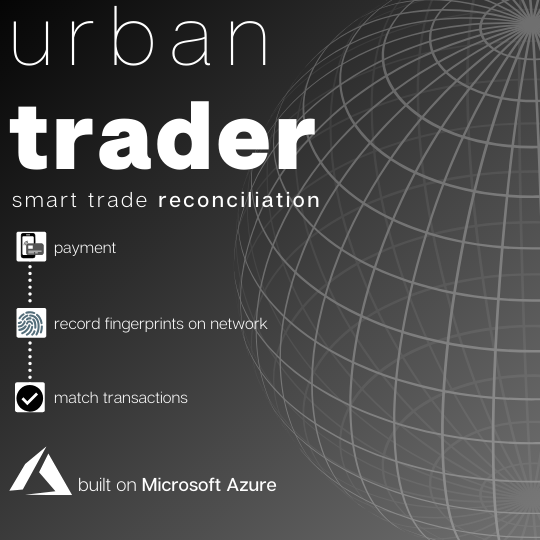 urban
trader
smart trade reconciliation
payment
record fingerprints on network
match transactions
built on Microsoft Azure